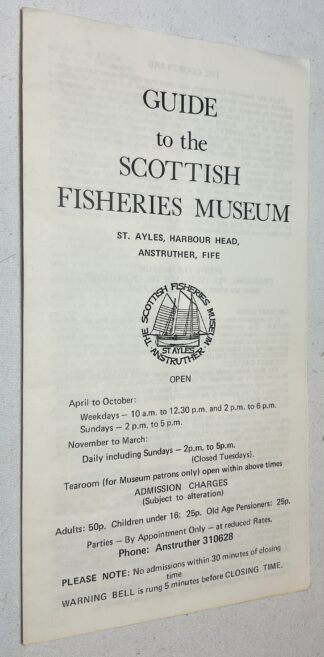 GUIDE
to the
SCOTTISH
FISHERIES MUSEUM
ST. AYLES, HARBOUR HEAD,
ANSTRUTHER, FIFE
THE SCOTTISH FISHERIES MUSEUM
ST AYLES
· ANSTRUTHER ·
OPEN
April to October:
Weekdays — 10 a.m. to 12.30 p.m. and 2 p.m. to 6 p.m.
Sundays — 2 p.m. to 5 p.m.
November to March:
Daily including Sundays — 2p.m. to 5p.m.
(Closed Tuesdays).
Tearoom (for Museum patrons only) open within above times
ADMISSION CHARGES
(Subject to alteration)
Adults: 50p. Children under 16: 25p. Old Age Pensioners: 25p.
Parties — By Appointment Only — at reduced Rates.
Phone: Anstruther 310628
PLEASE NOTE: No admissions within 30 minutes of closing
time
WARNING BELL is rung 5 minutes before CLOSING TIME.